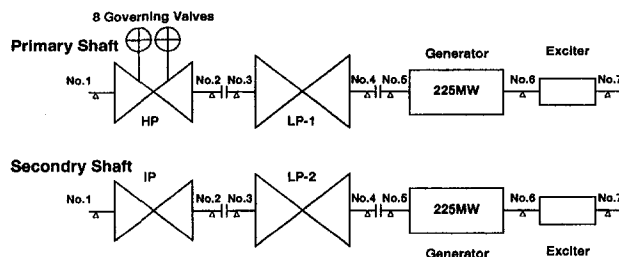 8 Governing Valves
Primary Shaft
Generator
Exciter
No.1
No.2
No.3
No.4
No.5
No.6
No.7
225MW
HP
LP-1
Secondry Shaft
IP
LP-2
No.1
No.2
No.3
No.4
No.5
No.6
No.7
225MW
Generator
Exciter